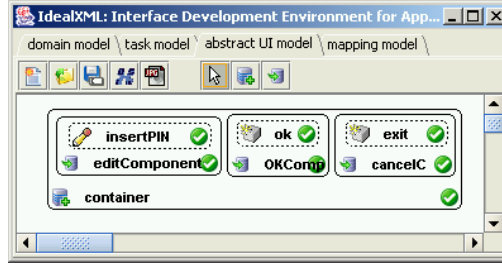 IdealXML: Interface Development Environment for App...
domain model \ task model \ abstract UI model \ mapping model \
JPG
insertPIN ok exit
editComponent OKComp cancelC
container